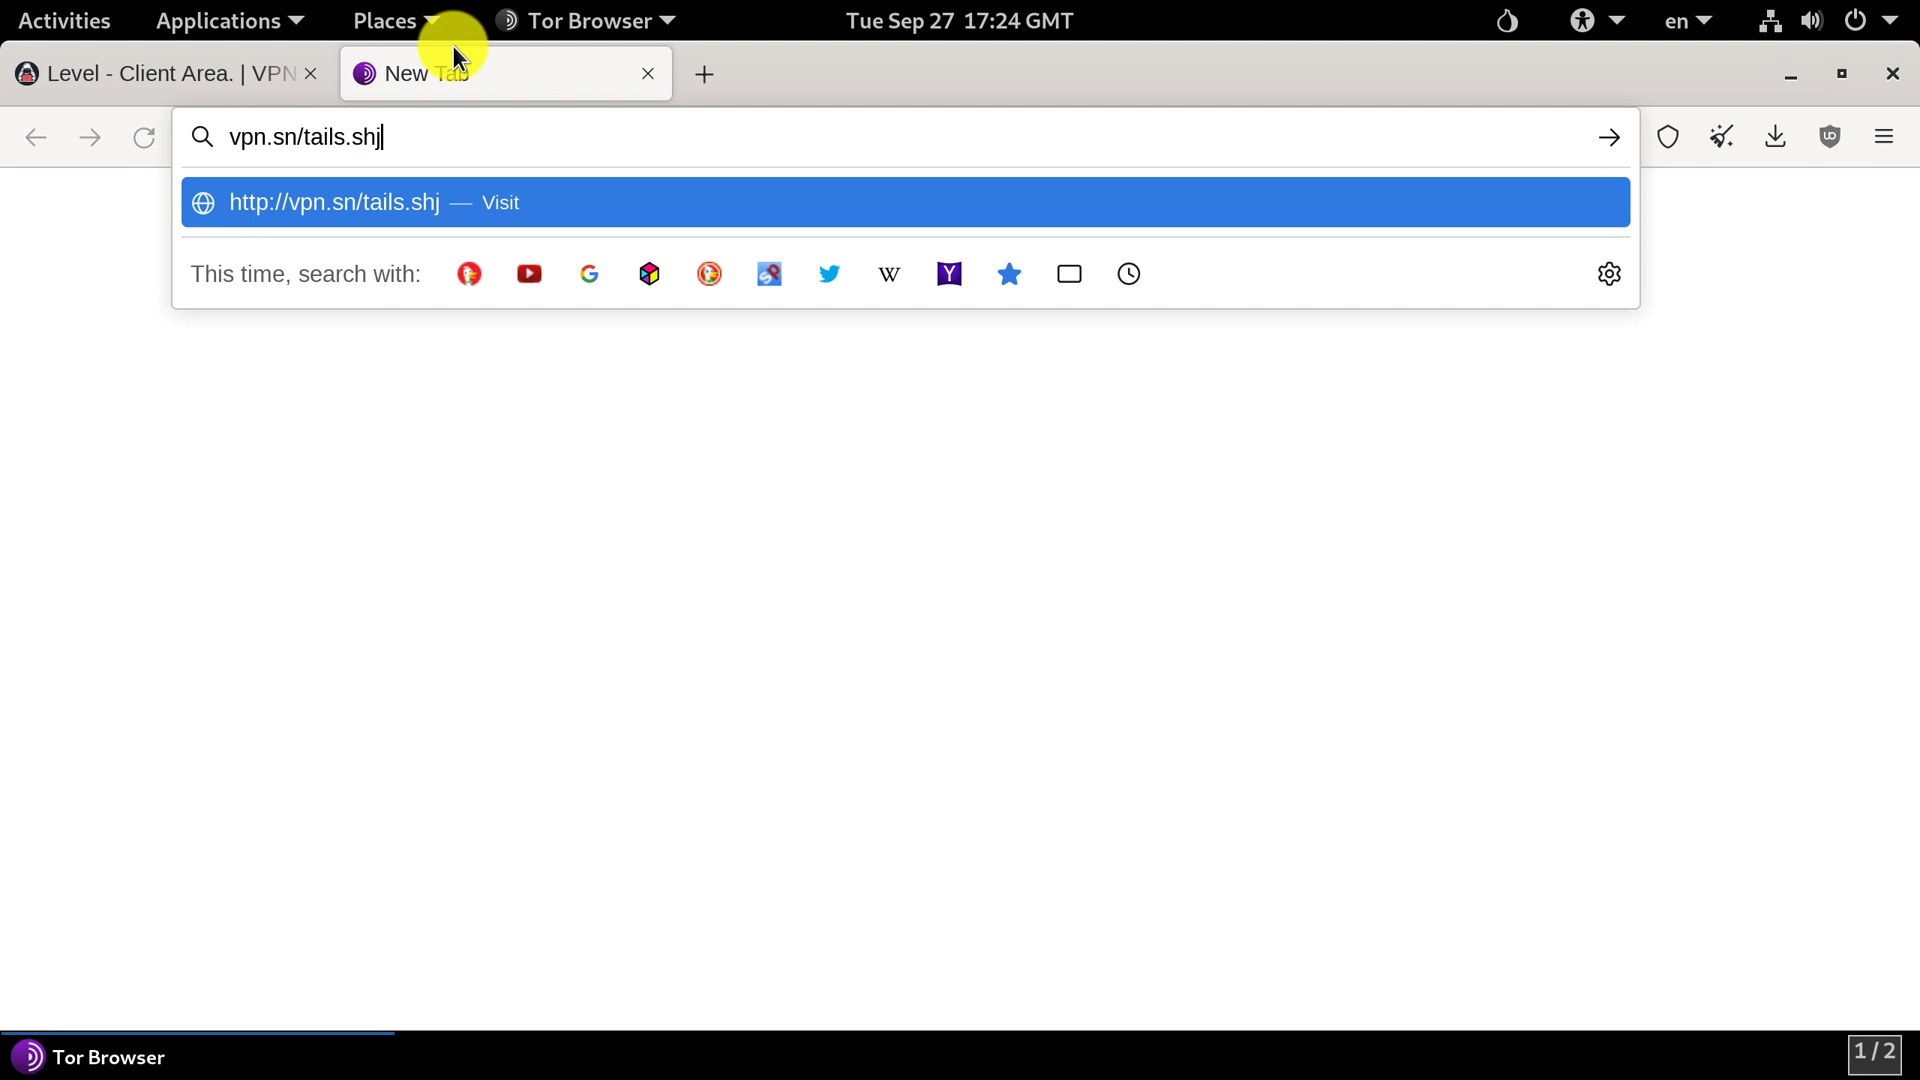 Activities Applications Places Tor Browser Tue Sep 27 17:24 GMT en
Level - Client Area. | VPN New Tab
vpn.sn/tails.shj
http://vpn.sn/tails.shj — Visit
This time, search with:
Tor Browser 1/2